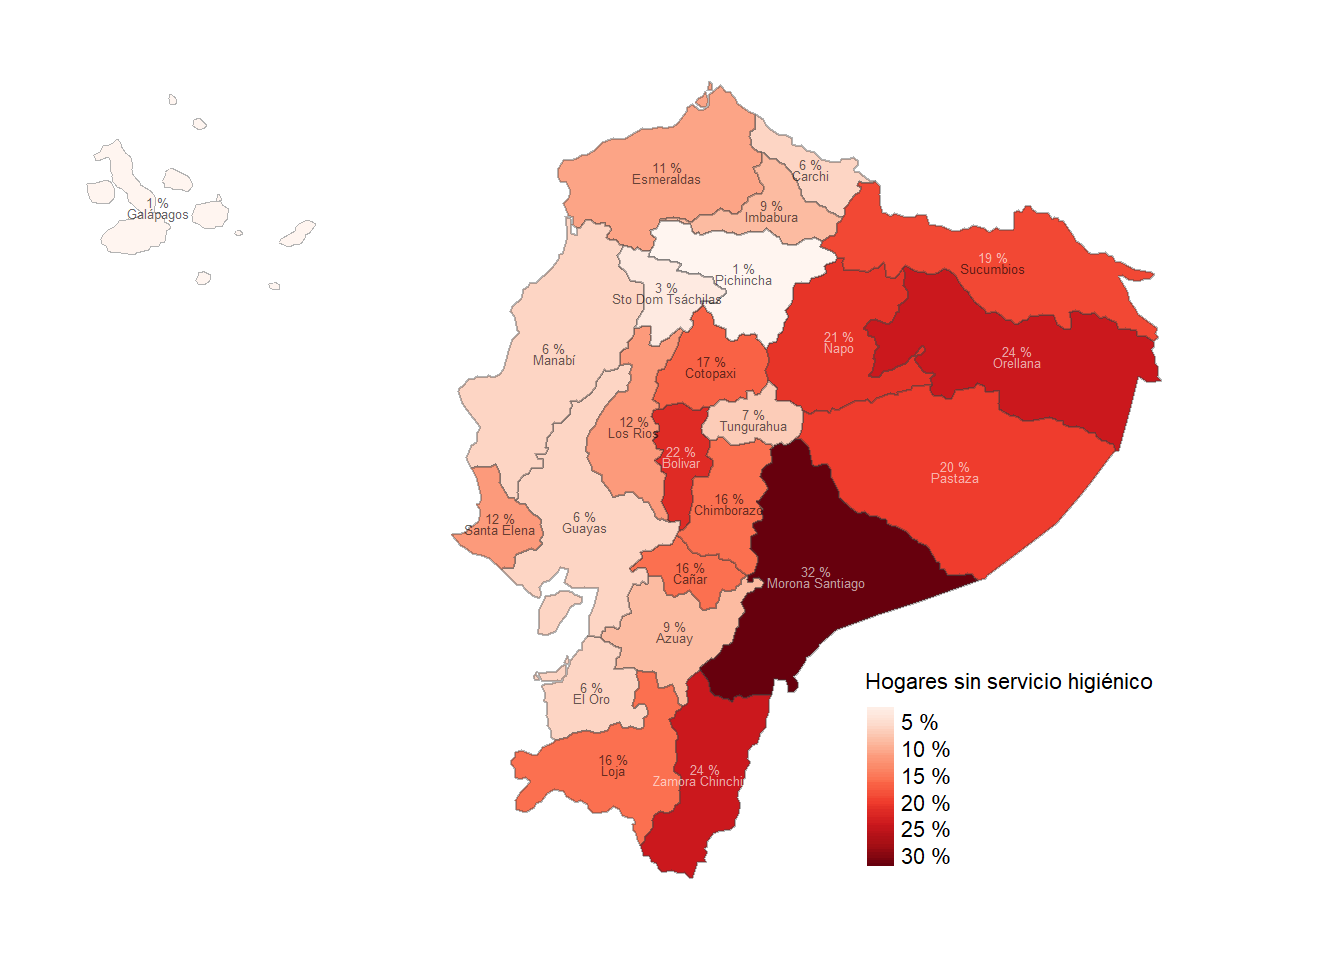 11 %
Esmeraldas
6 %
Carchi
9 %
Imbabura
1 %
Galápagos
19 %
Sucumbios
1 %
Pichincha
3 %
Sto Dom Tsáchilas
21 %
Napo
24 %
Orellana
6 %
Manabí
17 %
Cotopaxi
7 %
Tungurahua
12 %
Los Rios
22 %
Bolivar
20 %
Pastaza
16 %
Chimborazo
12 %
Santa Elena
6 %
Guayas
16 %
Cañar
32 %
Morona Santiago
9 %
Azuay
6 %
El Oro
16 %
Loja
24 %
Zamora Chinchi
Hogares sin servicio higiénico
5 %
10 %
15 %
20 %
25 %
30 %